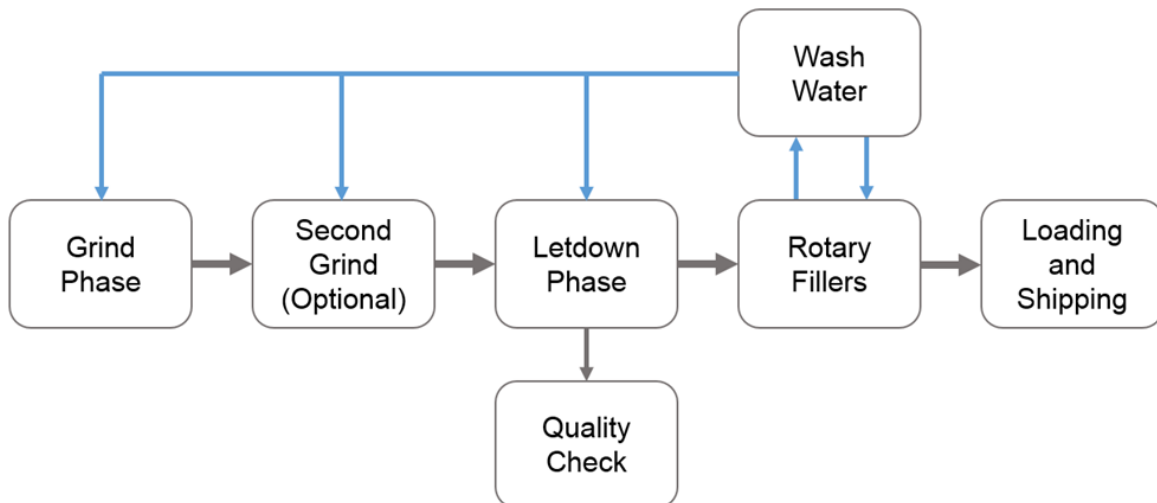 Wash
Water
Grind
Phase
Second
Grind
(Optional)
Letdown
Phase
Rotary
Fillers
Loading
and
Shipping
Quality
Check